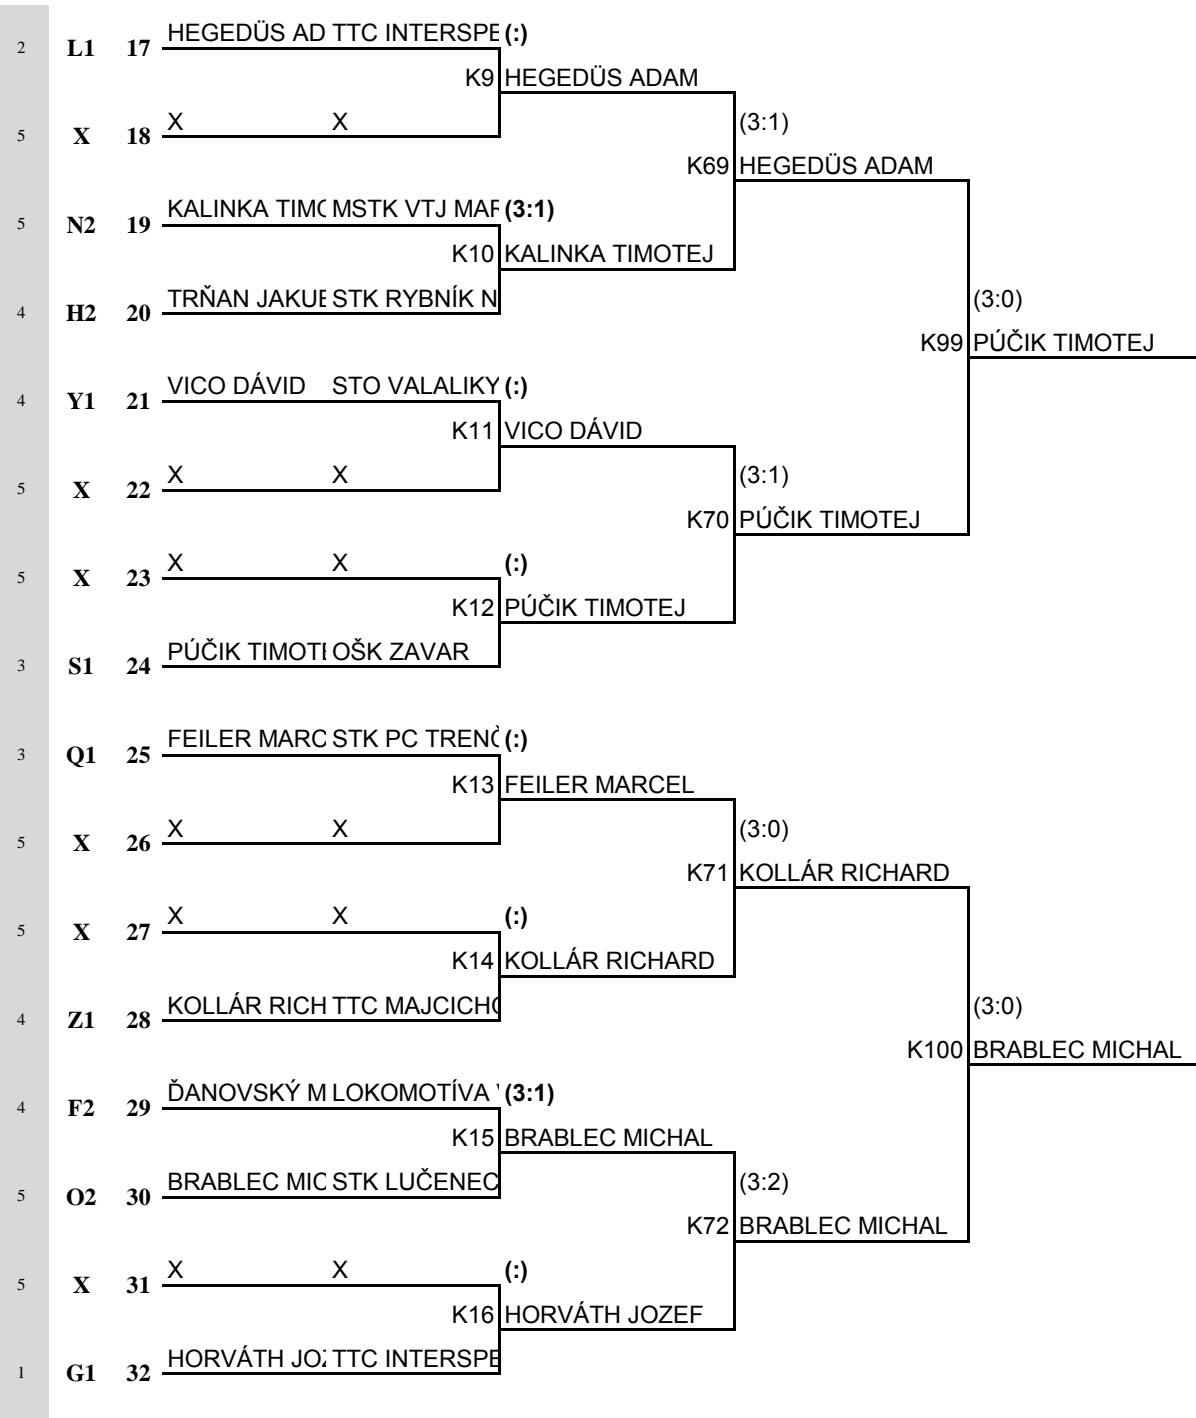 2 L1 17 HEGEDÜS AD TTC INTERSPE (:)
K9 HEGEDÜS ADAM
5 X 18 X X (3:1)
K69 HEGEDÜS ADAM
5 N2 19 KALINKA TIMO MSTK VTJ MAR (3:1)
K10 KALINKA TIMOTEJ
4 H2 20 TRŇAN JAKUB STK RYBNÍK N (3:0)
K99 PÚČIK TIMOTEJ
4 Y1 21 VICO DÁVID STO VALALIKY (:)
K11 VICO DÁVID
5 X 22 X X (3:1)
K70 PÚČIK TIMOTEJ
5 X 23 X X (:)
K12 PÚČIK TIMOTEJ
3 S1 24 PÚČIK TIMOTE OŠK ZAVAR
3 Q1 25 FEILER MARC STK PC TRENČ (:)
K13 FEILER MARCEL
5 X 26 X X (3:0)
K71 KOLLÁR RICHARD
5 X 27 X X (:)
K14 KOLLÁR RICHARD
4 Z1 28 KOLLÁR RICH TTC MAJCICHO (3:0)
K100 BRABLEC MICHAL
4 F2 29 ĎANOVSKÝ M LOKOMOTÍVA V (3:1)
K15 BRABLEC MICHAL
5 O2 30 BRABLEC MIC STK LUČENEC (3:2)
K72 BRABLEC MICHAL
5 X 31 X X (:)
K16 HORVÁTH JOZEF
1 G1 32 HORVÁTH JOZ TTC INTERSPE